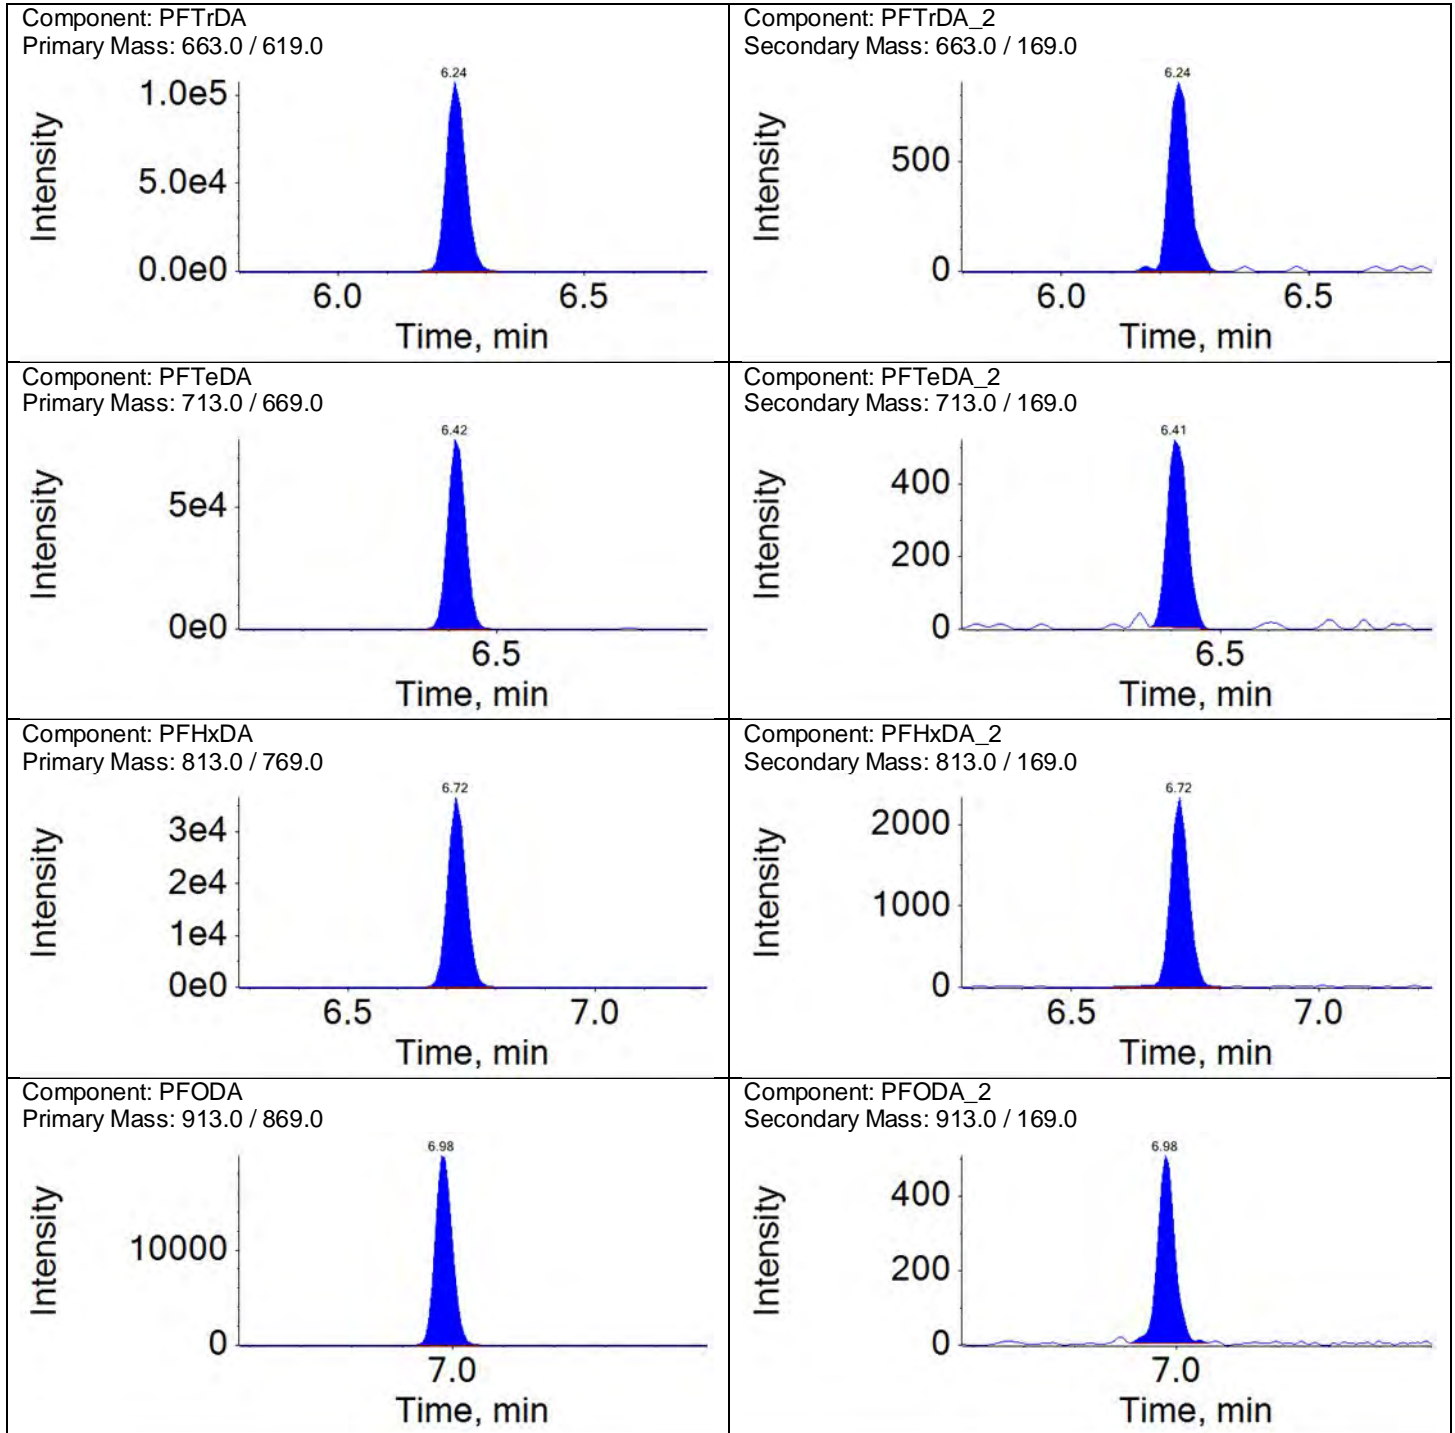 Component: PFTrDA
Primary Mass: 663.0 / 619.0
6.24
1.0e5
5.0e4
0.0e0
Intensity
6.0 6.5
Time, min
Component: PFTrDA_2
Secondary Mass: 663.0 / 169.0
6.24
500
0
Intensity
6.0 6.5
Time, min
Component: PFTeDA
Primary Mass: 713.0 / 669.0
6.42
5e4
0e0
Intensity
6.5
Time, min
Component: PFTeDA_2
Secondary Mass: 713.0 / 169.0
6.41
400
200
0
Intensity
6.5
Time, min
Component: PFHxDA
Primary Mass: 813.0 / 769.0
6.72
3e4
2e4
1e4
0e0
Intensity
6.5 7.0
Time, min
Component: PFHxDA_2
Secondary Mass: 813.0 / 169.0
6.72
2000
1000
0
Intensity
6.5 7.0
Time, min
Component: PFODA
Primary Mass: 913.0 / 869.0
6.98
10000
0
Intensity
7.0
Time, min
Component: PFODA_2
Secondary Mass: 913.0 / 169.0
6.98
400
200
0
Intensity
7.0
Time, min